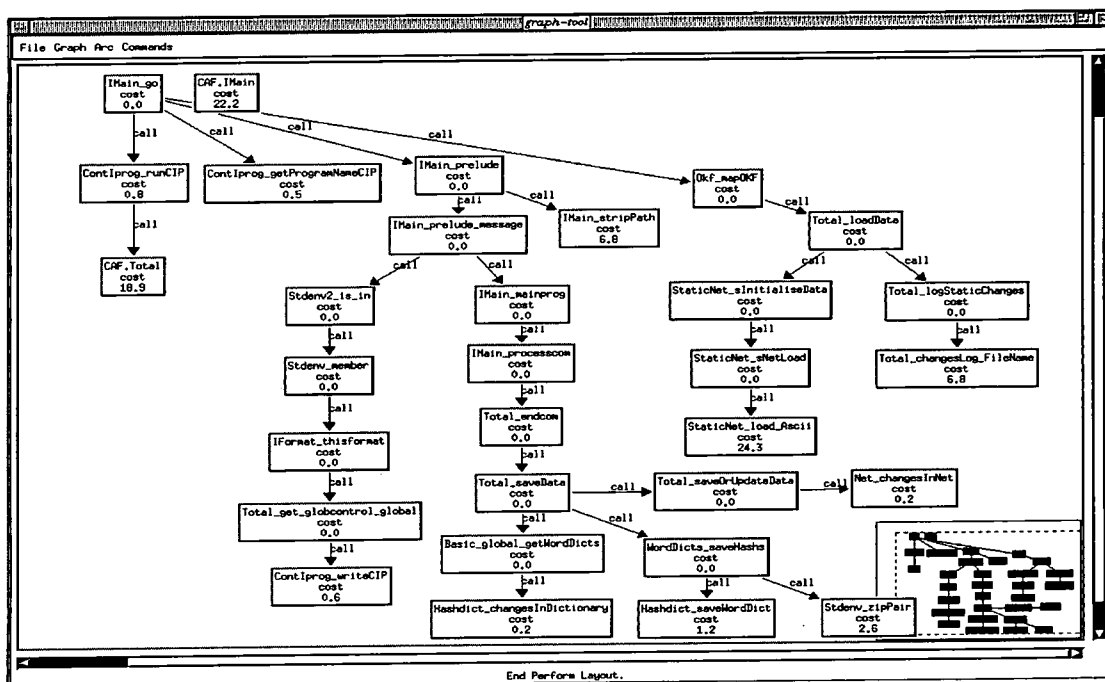 graph-tool
File Graph Arc Commands
IMain_go
cost
0.0
CAF.IMain
cost
22.2
call
call
call
call
ContIprog_runCIP
cost
0.8
ContIprog_getProgramNameCIP
cost
0.5
IMain_prelude
cost
0.0
Okf_mapOKF
cost
0.0
call
call
call
call
IMain_prelude_message
cost
0.0
IMain_stripPath
cost
6.8
Total_loadData
cost
0.0
CAF.Total
cost
18.9
call
call
call
call
Stdenv2_is_in
cost
0.0
IMain_mainprog
cost
0.0
StaticNet_sInitialiseData
cost
0.0
Total_logStaticChanges
cost
0.0
call
call
call
call
Stdenv_member
cost
0.0
IMain_processcom
cost
0.0
StaticNet_sNetLoad
cost
0.0
Total_changesLog_FileName
cost
6.8
call
call
call
IFormat_thisformat
cost
0.0
Total_endcom
cost
0.0
StaticNet_load_Ascii
cost
24.3
call
call
Total_get_globcontrol_global
cost
0.0
Total_saveData
cost
0.0
call
Total_saveOrUpdateData
cost
0.0
call
Net_changesInNet
cost
0.2
call
call
call
ContIprog_writeCIP
cost
0.6
Basic_global_getWordDicts
cost
0.0
WordDicts_saveHashs
cost
0.0
call
call
call
Hashdict_changesInDictionary
cost
0.2
Hashdict_saveWordDict
cost
1.2
Stdenv_zipPair
cost
2.6
End Perform Layout.